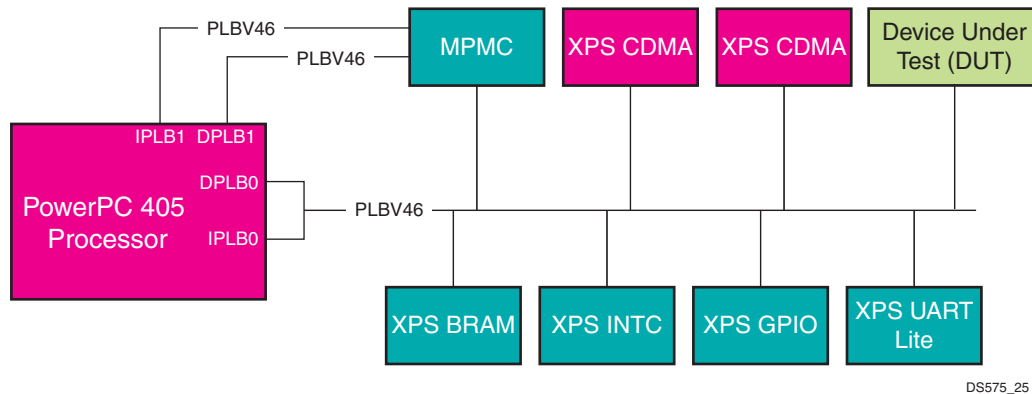 PLBV46
PLBV46
MPMC
XPS CDMA
XPS CDMA
Device Under
Test (DUT)
IPLB1 DPLB1
DPLB0
PowerPC 405
Processor
IPLB0
PLBV46
XPS BRAM
XPS INTC
XPS GPIO
XPS UART
Lite
DS575_25